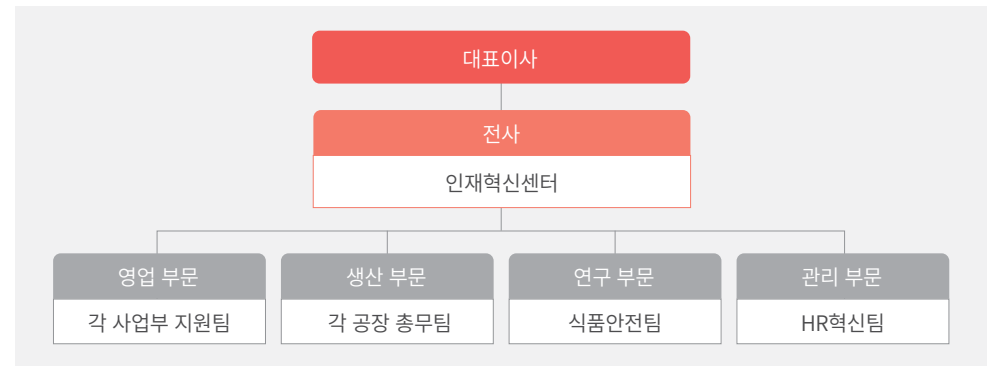 대표이사
전사
인재혁신센터
영업 부문
생산 부문
연구 부문
관리 부문
각 사업부 지원팀
각 공장 총무팀
식품안전팀
HR혁신팀